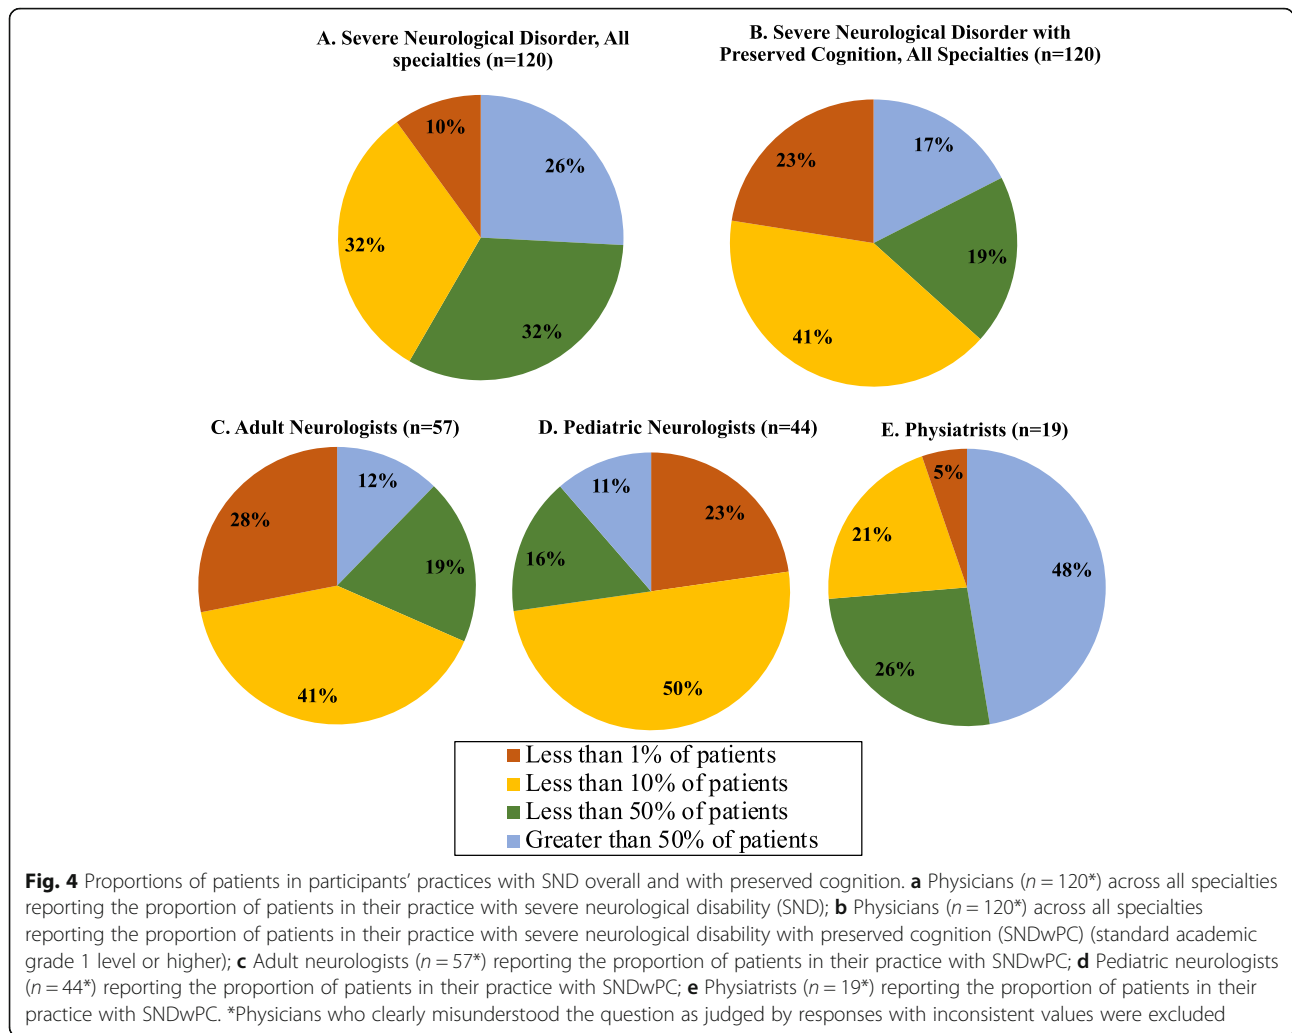 A. Severe Neurological Disorder, All
specialties (n=120)
10%
26%
32%
32%
B. Severe Neurological Disorder with
Preserved Cognition, All Specialties (n=120)
23%
17%
19%
41%
C. Adult Neurologists (n=57)
12%
28%
19%
41%
D. Pediatric Neurologists (n=44)
11%
23%
16%
50%
E. Physiatrists (n=19)
5%
21%
48%
26%
Less than 1% of patients
Less than 10% of patients
Less than 50% of patients
Greater than 50% of patients
Fig. 4 Proportions of patients in participants’ practices with SND overall and with preserved cognition. a Physicians (n = 120*) across all specialties
reporting the proportion of patients in their practice with severe neurological disability (SND); b Physicians (n = 120*) across all specialties
reporting the proportion of patients in their practice with severe neurological disability with preserved cognition (SNDwPC) (standard academic
grade 1 level or higher); c Adult neurologists (n = 57*) reporting the proportion of patients in their practice with SNDwPC; d Pediatric neurologists
(n = 44*) reporting the proportion of patients in their practice with SNDwPC; e Physiatrists (n = 19*) reporting the proportion of patients in their
practice with SNDwPC. *Physicians who clearly misunderstood the question as judged by responses with inconsistent values were excluded